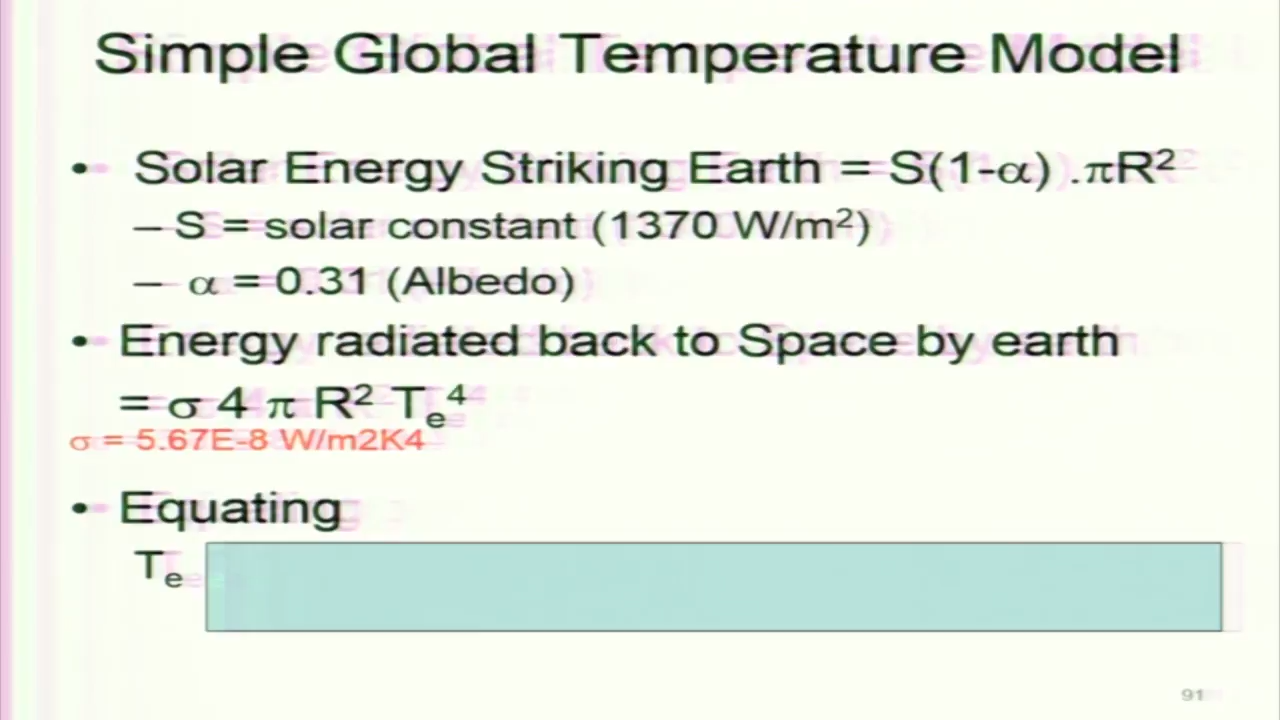 Simple Global Temperature Model
• Solar Energy Striking Earth = S(1-α) .πR²
– S = solar constant (1370 W/m²)
– α = 0.31 (Albedo)
• Energy radiated back to Space by earth
= σ 4 π R² Tₑ⁴
σ = 5.67E-8 W/m2K4
• Equating
Tₑ
91